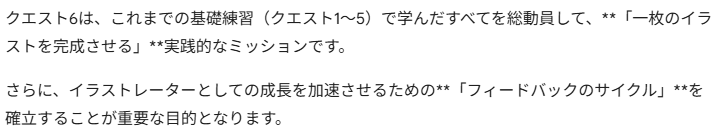 クエスト6は、これまでの基礎練習（クエスト1〜5）で学んだすべてを総動員して、**「一枚のイラ
ストを完成させる」**実践的なミッションです。
さらに、イラストレーターとしての成長を加速させるための**「フィードバックのサイクル」**を
確立することが重要な目的となります。